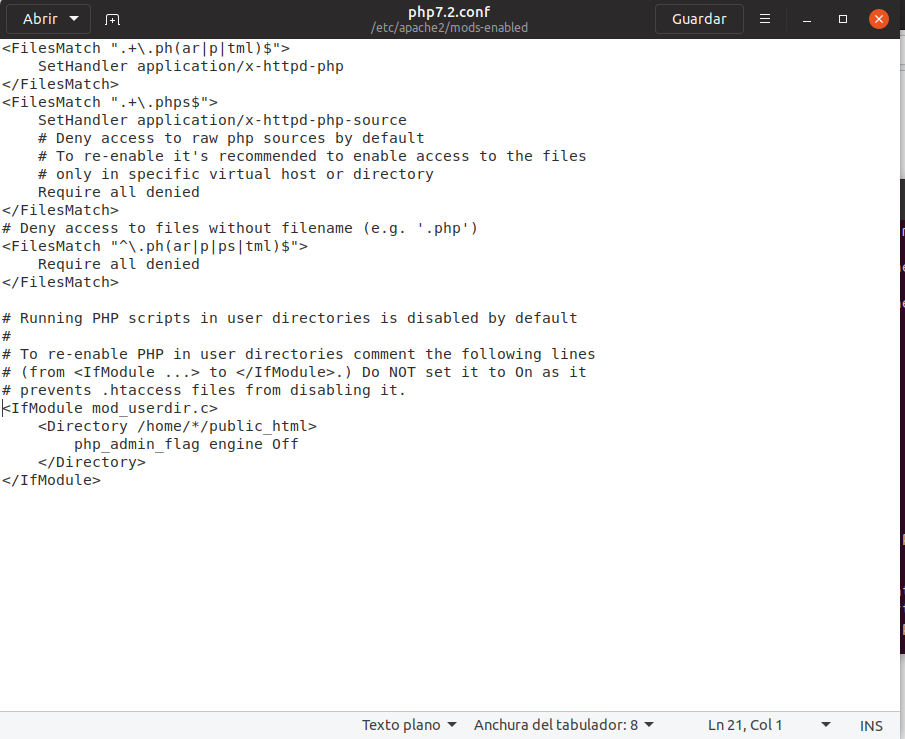 Abrir
php7.2.conf
/etc/apache2/mods-enabled
Guardar
<FilesMatch ".+\.ph(ar|p|tml)$">
    SetHandler application/x-httpd-php
</FilesMatch>
<FilesMatch ".+\.phps$">
    SetHandler application/x-httpd-php-source
    # Deny access to raw php sources by default
    # To re-enable it's recommended to enable access to the files
    # only in specific virtual host or directory
    Require all denied
</FilesMatch>
# Deny access to files without filename (e.g. '.php')
<FilesMatch "^\.ph(ar|p|ps|tml)$">
    Require all denied
</FilesMatch>

# Running PHP scripts in user directories is disabled by default
#
# To re-enable PHP in user directories comment the following lines
# (from <IfModule ...> to </IfModule>.) Do NOT set it to On as it
# prevents .htaccess files from disabling it.
<IfModule mod_userdir.c>
    <Directory /home/*/public_html>
        php_admin_flag engine Off
    </Directory>
</IfModule>
Texto plano
Anchura del tabulador: 8
Ln 21, Col 1
INS